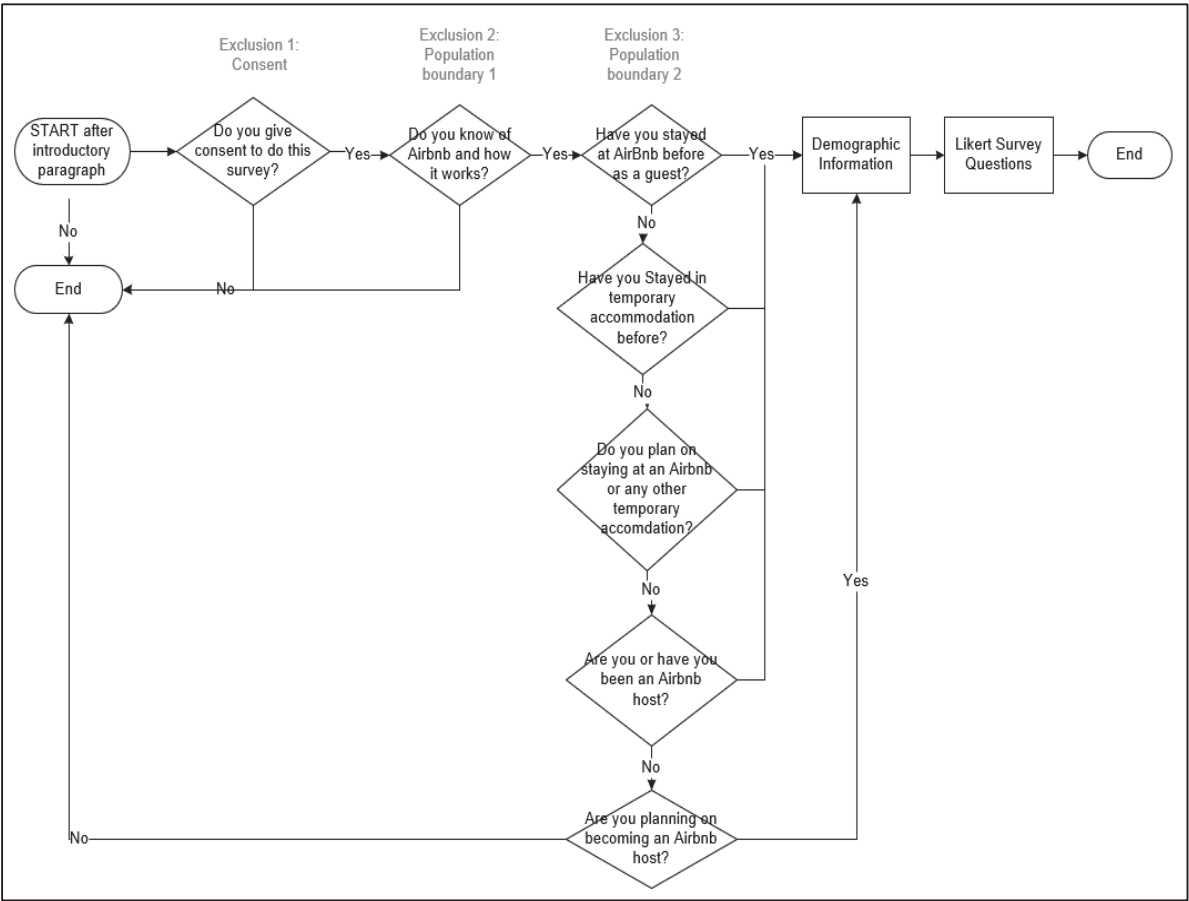 Exclusion 1:
Consent
Exclusion 2:
Population
boundary 1
Exclusion 3:
Population
boundary 2
START after
introductory
paragraph
Do you give
consent to do this
survey?
Yes
Do you know of
Airbnb and how
it works?
Yes
Have you stayed
at AirBnb before
as a guest?
Yes
Demographic
Information
Likert Survey
Questions
End
No
End
No
No
Have you Stayed in
temporary
accommodation
before?
No
Do you plan on
staying at an Airbnb
or any other
temporary
accomdation?
No
Are you or have you
been an Airbnb
host?
Yes
No
Are you planning on
becoming an Airbnb
host?
No